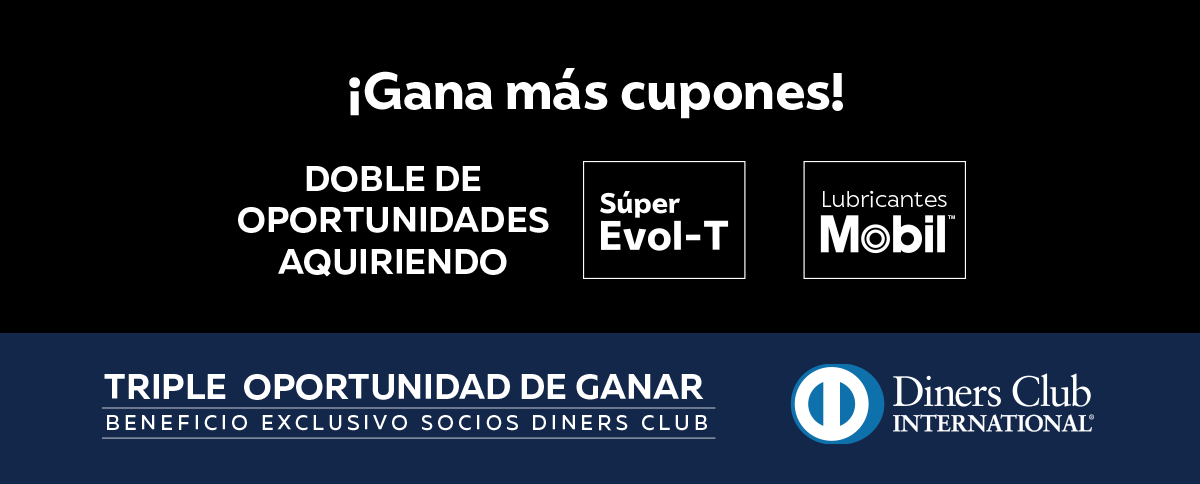 ¡Gana más cupones!
DOBLE DE
OPORTUNIDADES
AQUIRIENDO
Súper
Evol-T
Lubricantes
Mobil™
TRIPLE OPORTUNIDAD DE GANAR
BENEFICIO EXCLUSIVO SOCIOS DINERS CLUB
Diners Club
INTERNATIONAL®